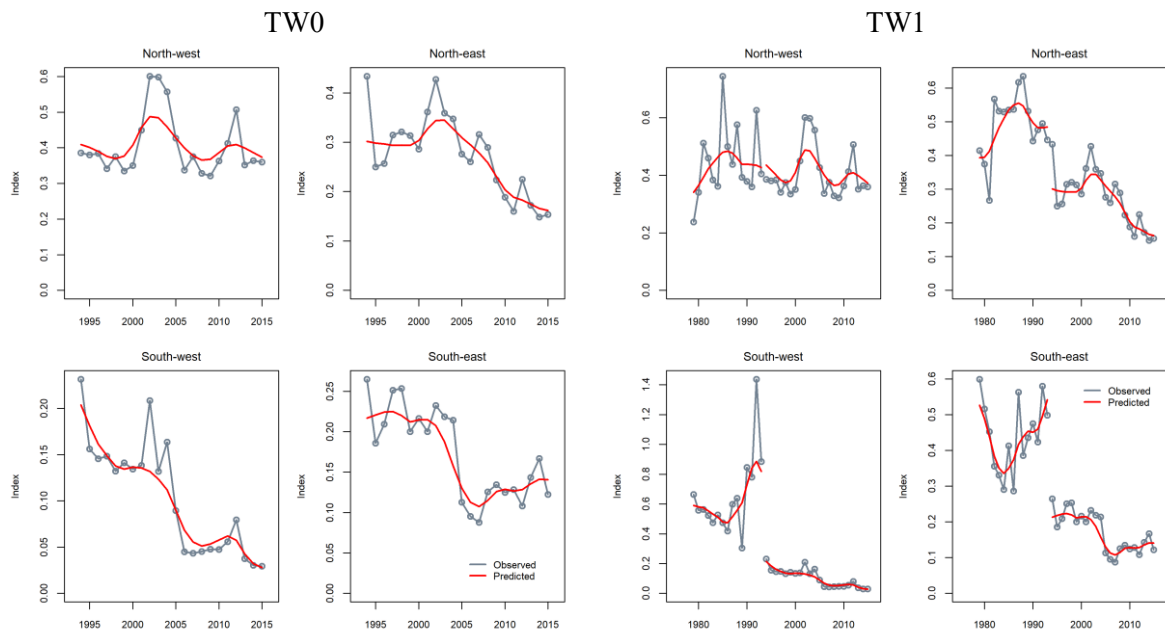 TW0 TW1
North-west North-east North-west North-east
Index
0.0 0.1 0.2 0.3 0.4 0.5 0.6
1995 2000 2005 2010 2015
Index
0.0 0.1 0.2 0.3 0.4
1995 2000 2005 2010 2015
Index
0.0 0.2 0.4 0.6
1980 1990 2000 2010
Index
0.0 0.1 0.2 0.3 0.4 0.5 0.6
1980 1990 2000 2010
South-west South-east South-west South-east
Index
0.00 0.05 0.10 0.15 0.20
1995 2000 2005 2010 2015
Index
0.00 0.05 0.10 0.15 0.20 0.25
Observed
Predicted
1995 2000 2005 2010 2015
Index
0.0 0.2 0.4 0.6 0.8 1.0 1.2 1.4
1980 1990 2000 2010
Index
0.0 0.1 0.2 0.3 0.4 0.5 0.6
Observed
Predicted
1980 1990 2000 2010